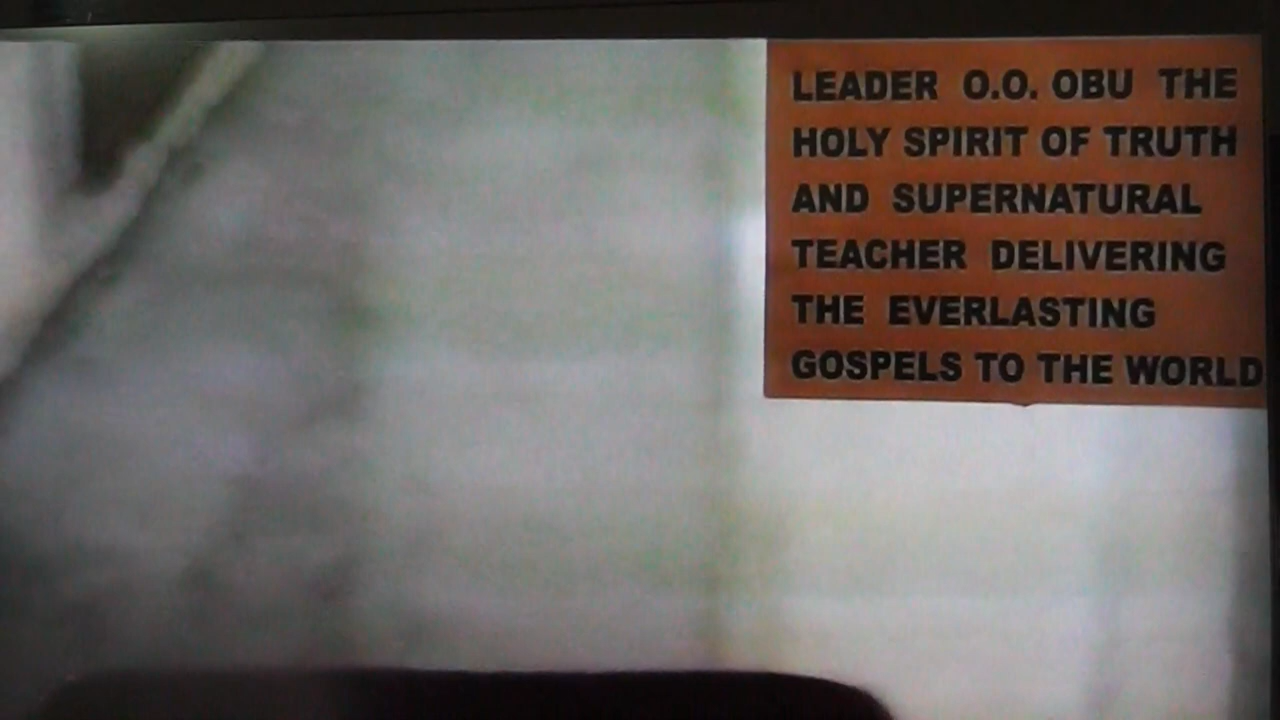 LEADER O.O. OBU THE
HOLY SPIRIT OF TRUTH
AND SUPERNATURAL
TEACHER DELIVERING
THE EVERLASTING
GOSPELS TO THE WORLD